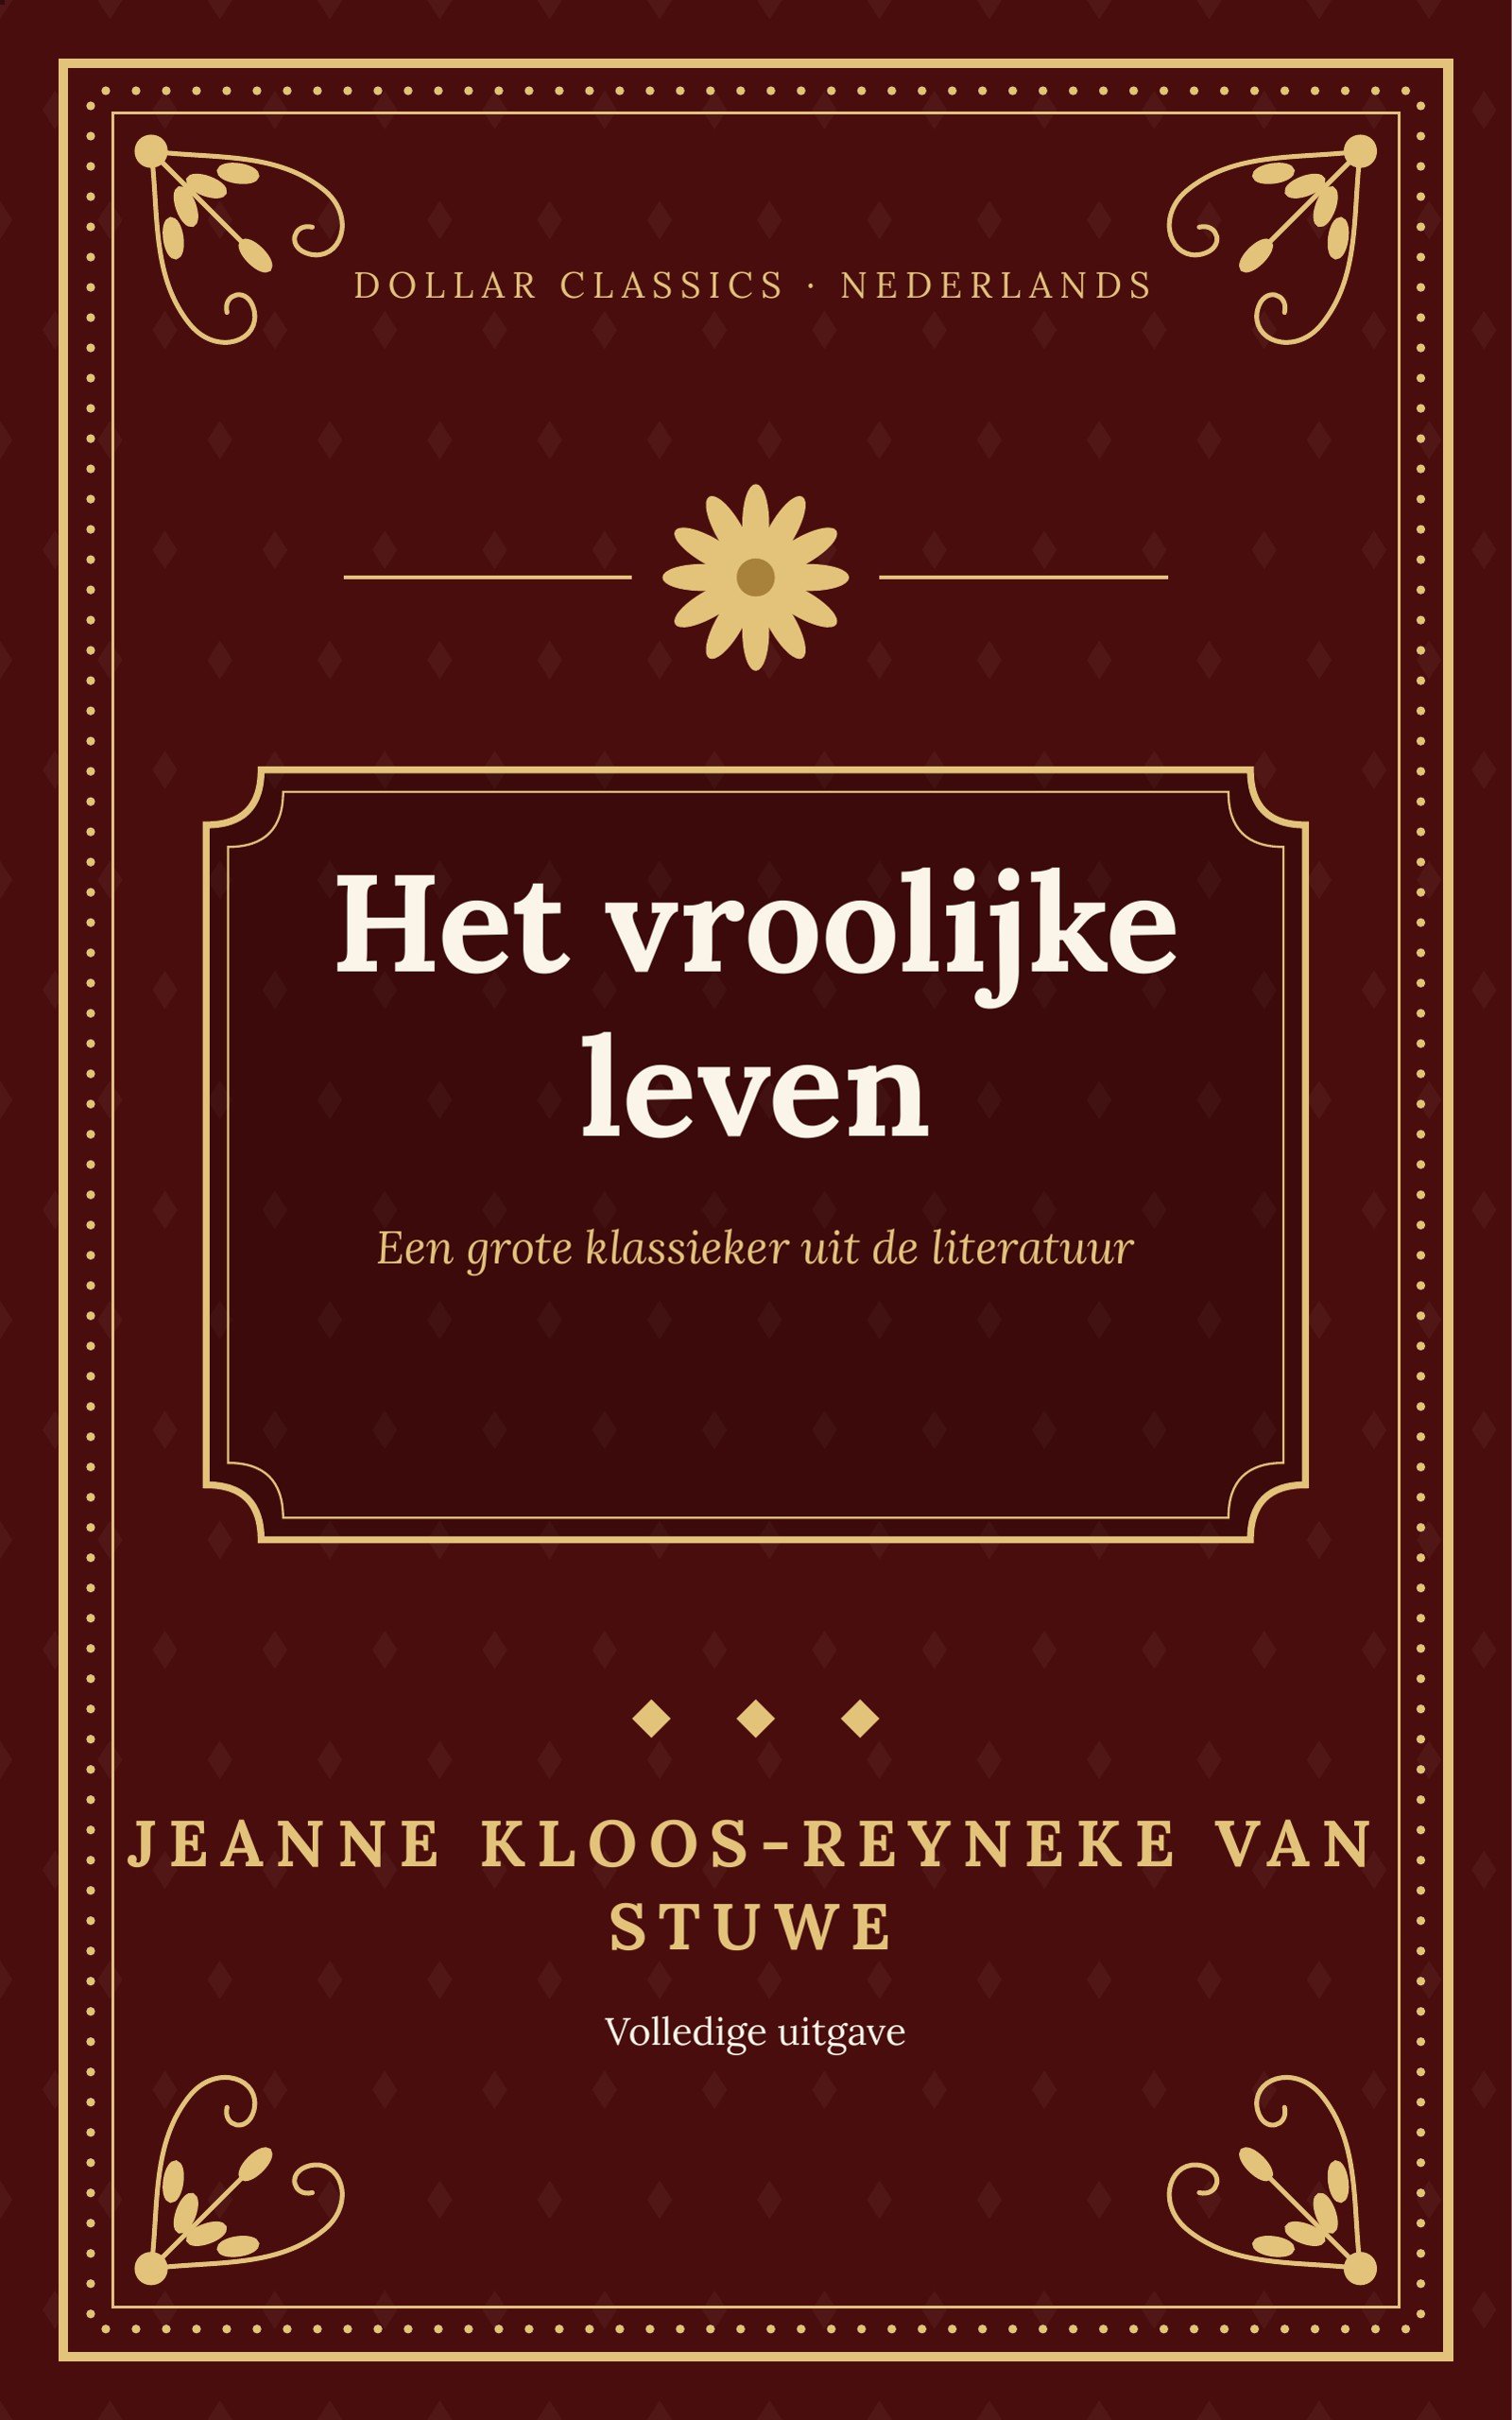 DOLLAR CLASSICS · NEDERLANDS
Het vroolijke
leven
Een grote klassieker uit de literatuur
JEANNE KLOOS-REYNEKE VAN
STUWE
Volledige uitgave